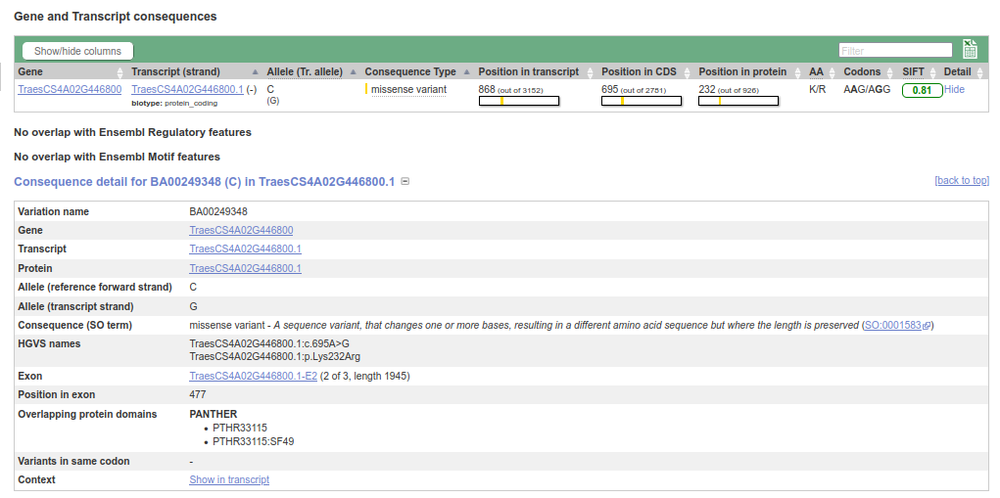 Gene and Transcript consequences
Show/hide columns
Filter
Gene Transcript (strand) Allele (Tr. allele) Consequence Type Position in transcript Position in CDS Position in protein AA Codons SIFT Detail
TraesCS4A02G446800 TraesCS4A02G446800.1 (-) C missense variant 868 (out of 3152) 695 (out of 2781) 232 (out of 926) K/R AAG/AGG 0.81 Hide
biotype: protein_coding (G)
No overlap with Ensembl Regulatory features
No overlap with Ensembl Motif features
Consequence detail for BA00249348 (C) in TraesCS4A02G446800.1 [back to top]
Variation name BA00249348
Gene TraesCS4A02G446800
Transcript TraesCS4A02G446800.1
Protein TraesCS4A02G446800.1
Allele (reference forward strand) C
Allele (transcript strand) G
Consequence (SO term) missense variant - A sequence variant, that changes one or more bases, resulting in a different amino acid sequence but where the length is preserved (SO:0001583)
HGVS names TraesCS4A02G446800.1:c.695A>G
TraesCS4A02G446800.1:p.Lys232Arg
Exon TraesCS4A02G446800.1-E2 (2 of 3, length 1945)
Position in exon 477
Overlapping protein domains PANTHER
• PTHR33115
• PTHR33115:SF49
Variants in same codon -
Context Show in transcript